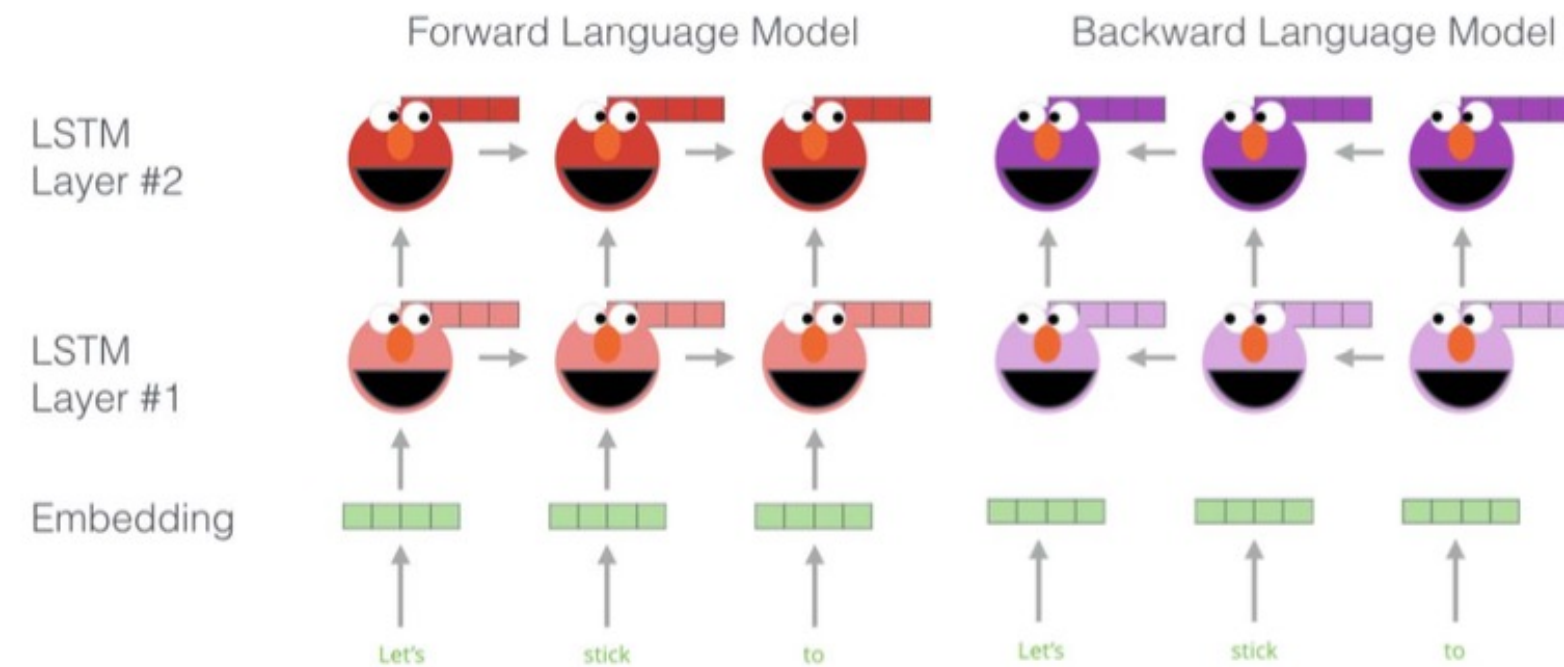 Forward Language Model
Backward Language Model
LSTM
Layer #2
LSTM
Layer #1
Embedding
Let's
stick
to
Let's
stick
to